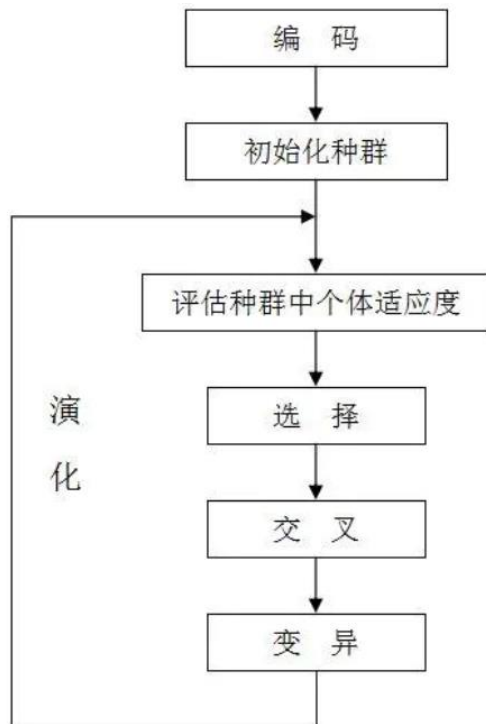 编 码
初始化种群
评估种群中个体适应度
选 择
演
化
交 叉
变 异